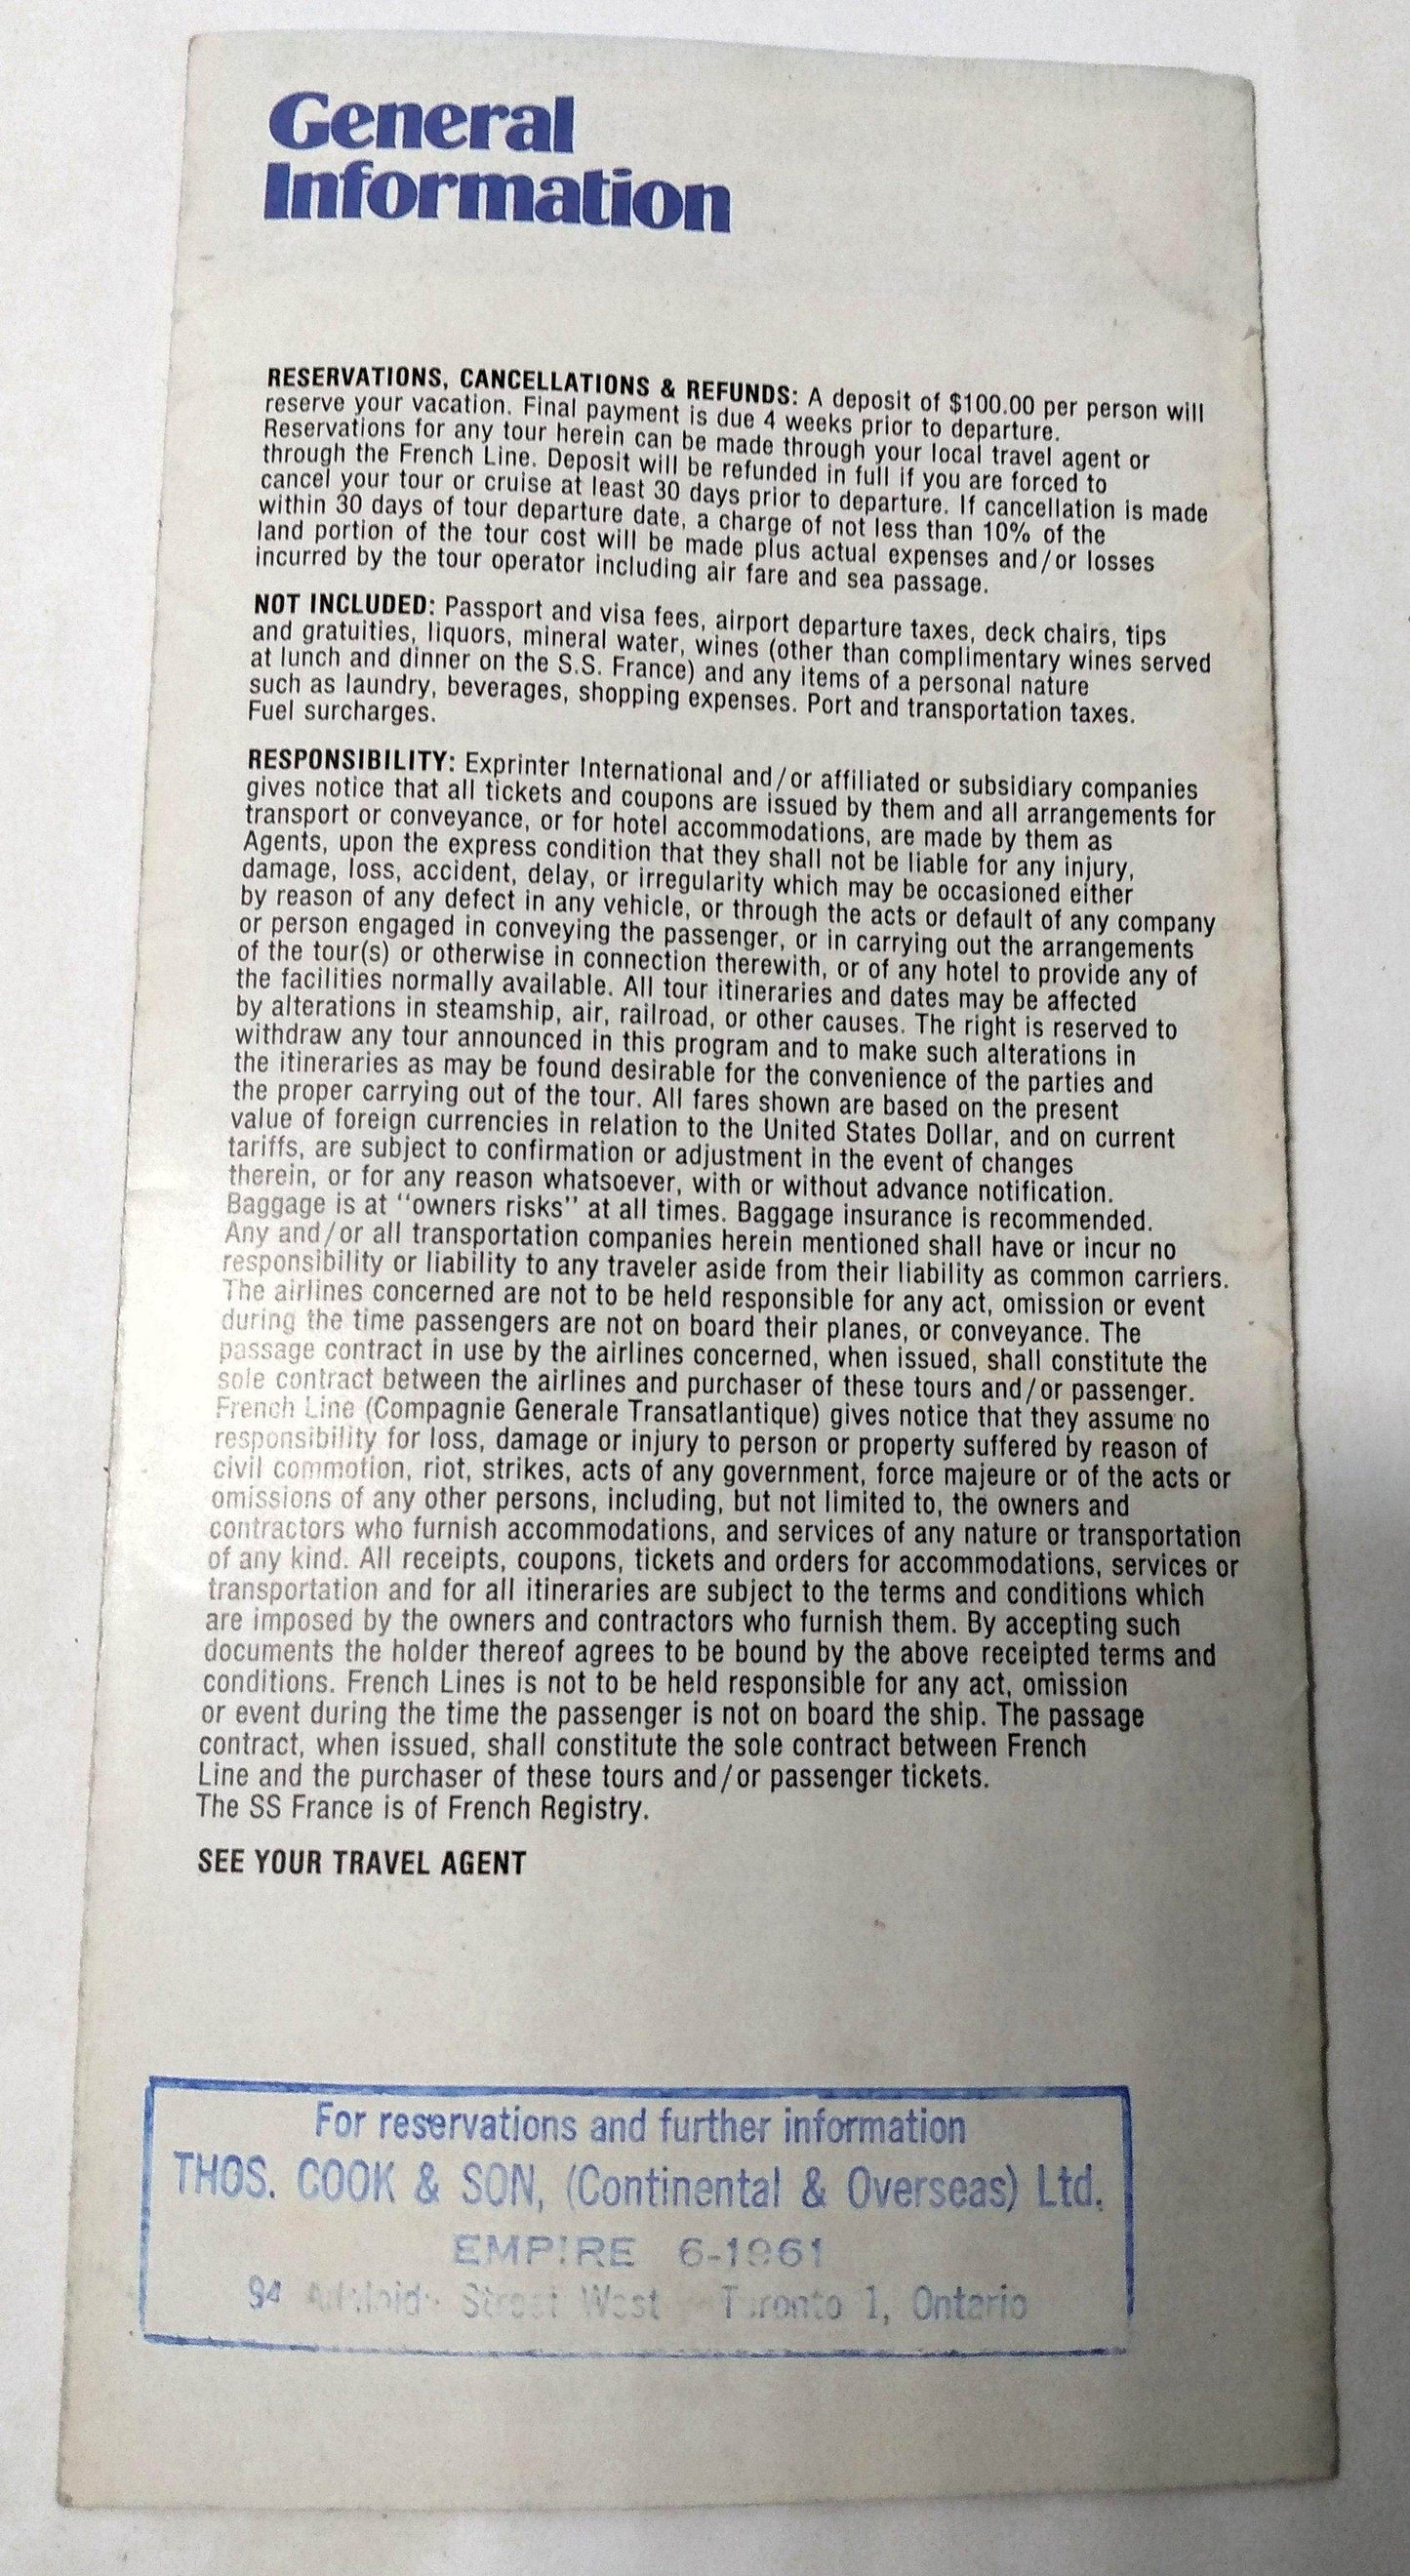 General
Information
RESERVATIONS, CANCELLATIONS & REFUNDS: A deposit of $100.00 per person will
reserve your vacation. Final payment is due 4 weeks prior to departure.
Reservations for any tour herein can be made through your local travel agent or
through the French Line. Deposit will be refunded in full if you are forced to
cancel your tour or cruise at least 30 days prior to departure. If cancellation is made
within 30 days of tour departure date, a charge of not less than 10% of the
land portion of the tour cost will be made plus actual expenses and/or losses
incurred by the tour operator including air fare and sea passage.
NOT INCLUDED: Passport and visa fees, airport departure taxes, deck chairs, tips
and gratuities, liquors, mineral water, wines (other than complimentary wines served
at lunch and dinner on the S.S. France) and any items of a personal nature
such as laundry, beverages, shopping expenses. Port and transportation taxes.
Fuel surcharges.
RESPONSIBILITY: Exprinter International and/or affiliated or subsidiary companies
gives notice that all tickets and coupons are issued by them and all arrangements for
transport or conveyance, or for hotel accommodations, are made by them as
Agents, upon the express condition that they shall not be liable for any injury,
damage, loss, accident, delay, or irregularity which may be occasioned either
by reason of any defect in any vehicle, or through the acts or default of any company
or person engaged in conveying the passenger, or in carrying out the arrangements
of the tour(s) or otherwise in connection therewith, or of any hotel to provide any of
the facilities normally available. All tour itineraries and dates may be affected
by alterations in steamship, air, railroad, or other causes. The right is reserved to
withdraw any tour announced in this program and to make such alterations in
the itineraries as may be found desirable for the convenience of the parties and
the proper carrying out of the tour. All fares shown are based on the present
value of foreign currencies in relation to the United States Dollar, and on current
tariffs, are subject to confirmation or adjustment in the event of changes
therein, or for any reason whatsoever, with or without advance notification.
Baggage is at "owners risks" at all times. Baggage insurance is recommended.
Any and/or all transportation companies herein mentioned shall have or incur no
responsibility or liability to any traveler aside from their liability as common carriers.
The airlines concerned are not to be held responsible for any act, omission or event
during the time passengers are not on board their planes, or conveyance. The
passage contract in use by the airlines concerned, when issued, shall constitute the
sole contract between the airlines and purchaser of these tours and/or passenger.
French Line (Compagnie Generale Transatlantique) gives notice that they assume no
responsibility for loss, damage or injury to person or property suffered by reason of
civil commotion, riot, strikes, acts of any government, force majeure or of the acts or
omissions of any other persons, including, but not limited to, the owners and
contractors who furnish accommodations, and services of any nature or transportation
of any kind. All receipts, coupons, tickets and orders for accommodations, services or
transportation and for all itineraries are subject to the terms and conditions which
are imposed by the owners and contractors who furnish them. By accepting such
documents the holder thereof agrees to be bound by the above receipted terms and
conditions. French Lines is not to be held responsible for any act, omission
or event during the time the passenger is not on board the ship. The passage
contract, when issued, shall constitute the sole contract between French
Line and the purchaser of these tours and/or passenger tickets.
The SS France is of French Registry.
SEE YOUR TRAVEL AGENT
For reservations and further information
THOS. COOK & SON, (Continental & Overseas) Ltd.
EMPIRE 6-1961
94 Street West Toronto 1, Ontario